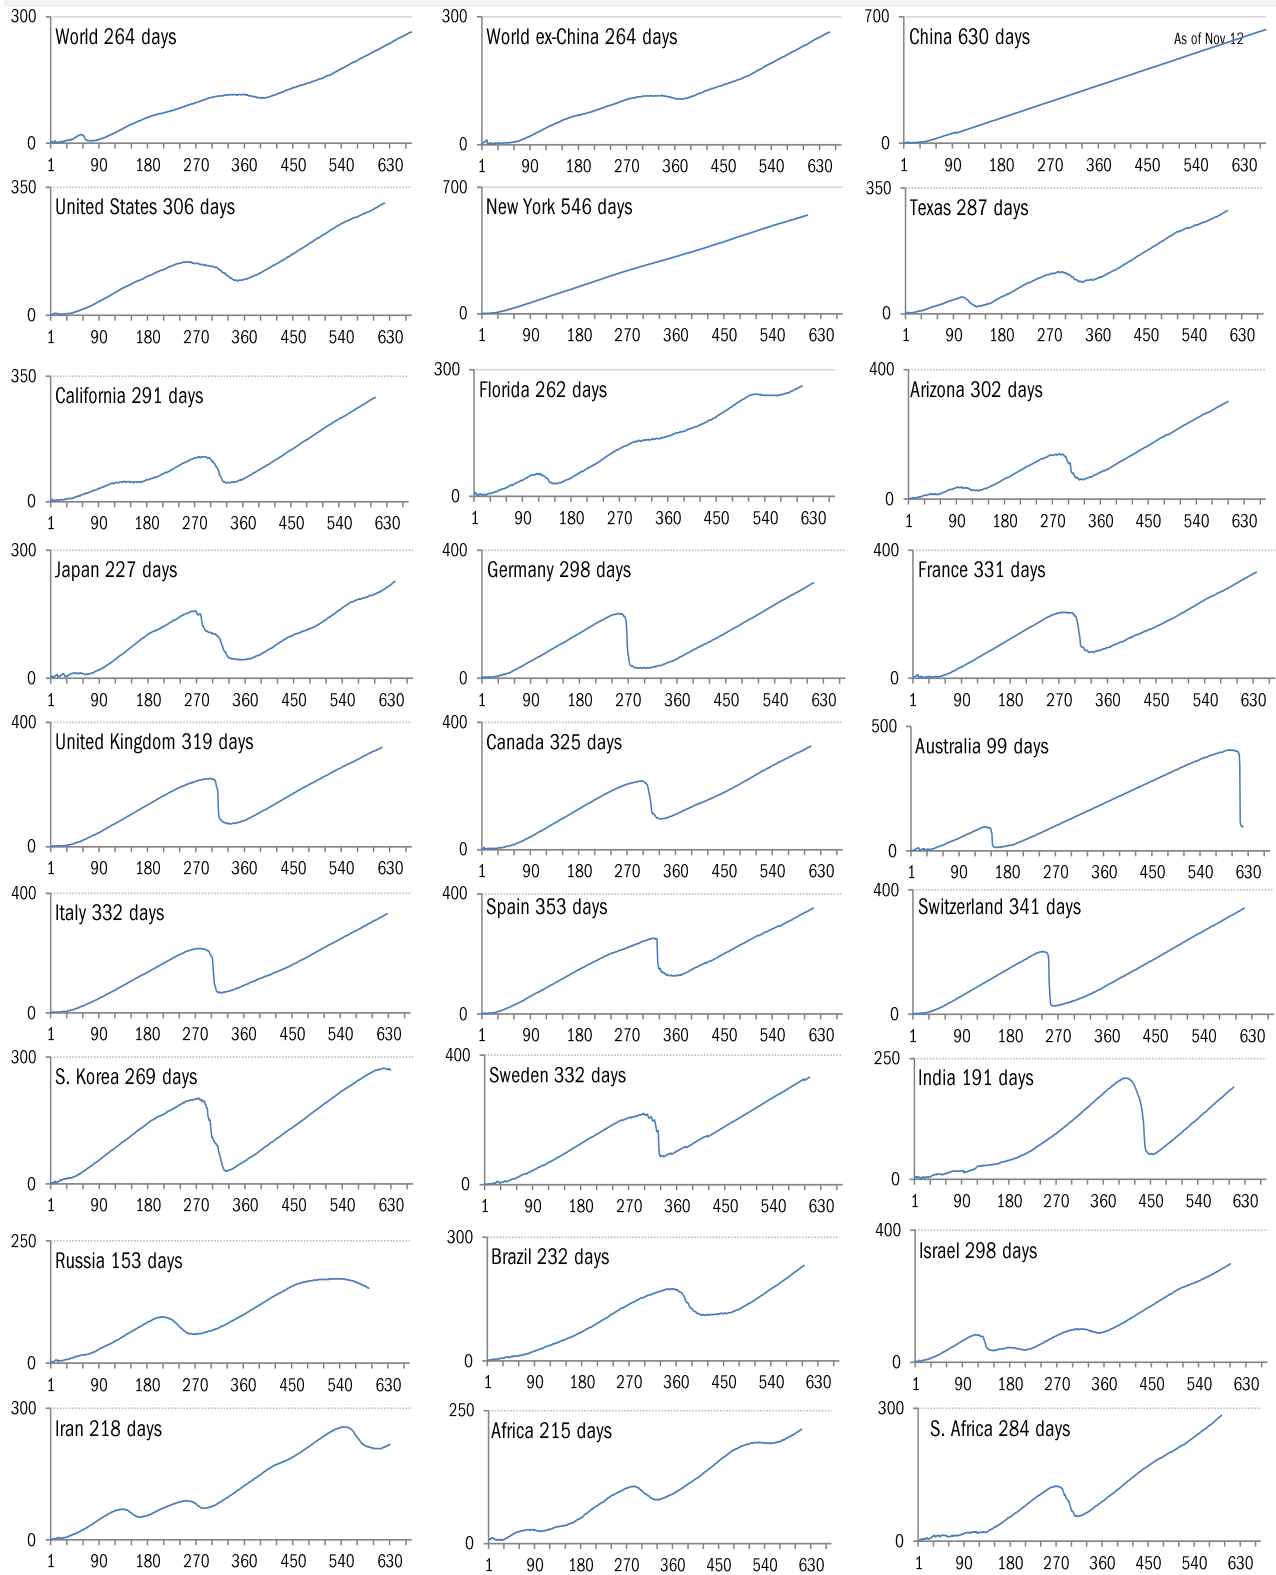 300 300 700
World 264 days World ex-China 264 days China 630 days As of Nov 12
0 0 0
1 90 180 270 360 450 540 630 1 90 180 270 360 450 540 630 1 90 180 270 360 450 540 630
350 700 350
United States 306 days New York 546 days Texas 287 days
0 0 0
1 90 180 270 360 450 540 630 1 90 180 270 360 450 540 630 1 90 180 270 360 450 540 630
350 300 400
California 291 days Florida 262 days Arizona 302 days
0 0 0
1 90 180 270 360 450 540 630 1 90 180 270 360 450 540 630 1 90 180 270 360 450 540 630
300 400 400
Japan 227 days Germany 298 days France 331 days
0 0 0
1 90 180 270 360 450 540 630 1 90 180 270 360 450 540 630 1 90 180 270 360 450 540 630
400 400 500
United Kingdom 319 days Canada 325 days Australia 99 days
0 0 0
1 90 180 270 360 450 540 630 1 90 180 270 360 450 540 630 1 90 180 270 360 450 540 630
400 400 400
Italy 332 days Spain 353 days Switzerland 341 days
0 0 0
1 90 180 270 360 450 540 630 1 90 180 270 360 450 540 630 1 90 180 270 360 450 540 630
300 400 250
S. Korea 269 days Sweden 332 days India 191 days
0 0 0
1 90 180 270 360 450 540 630 1 90 180 270 360 450 540 630 1 90 180 270 360 450 540 630
250 300 400
Russia 153 days Brazil 232 days Israel 298 days
0 0 0
1 90 180 270 360 450 540 630 1 90 180 270 360 450 540 630 1 90 180 270 360 450 540 630
300 250 300
Iran 218 days Africa 215 days S. Africa 284 days
0 0 0
1 90 180 270 360 450 540 630 1 90 180 270 360 450 540 630 1 90 180 270 360 450 540 630